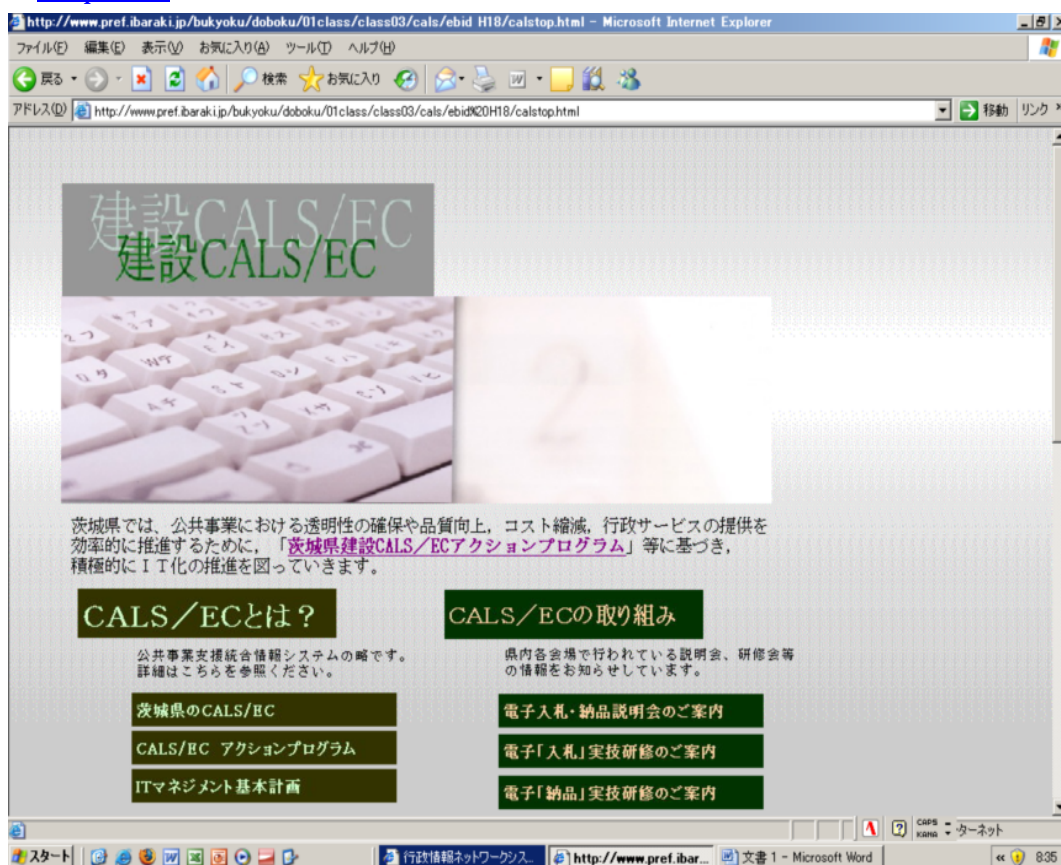 http://www.pref.ibaraki.jp/bukyoku/doboku/01class/class03/cals/ebid H18/calstop.html - Microsoft Internet Explorer
ファイル(F) 編集(E) 表示(V) お気に入り(A) ツール(T) ヘルプ(H)
戻る 検索 お気に入り
アドレス(D) http://www.pref.ibaraki.jp/bukyoku/doboku/01class/class03/cals/ebid%20H18/calstop.html 移動 リンク
建設CALS/EC
建設CALS/EC
茨城県では，公共事業における透明性の確保や品質向上，コスト縮減，行政サービスの提供を
効率的に推進するために，「茨城県建設CALS／ECアクションプログラム」等に基づき，
積極的にＩＴ化の推進を図っていきます。
CALS／ECとは？
公共事業支援統合情報システムの略です。
詳細はこちらを参照ください。
茨城県のCALS/EC
CALS/EC アクションプログラム
ITマネジメント基本計画
CALS／ECの取り組み
県内各会場で行われている説明会、研修会等
の情報をお知らせしています。
電子入札・納品説明会のご案内
電子「入札」実技研修のご案内
電子「納品」実技研修のご案内
CAPS
KANA
ターネット
スタート 行政情報ネットワークシス... http://www.pref.ibar... 文書 1 - Microsoft Word 8:35